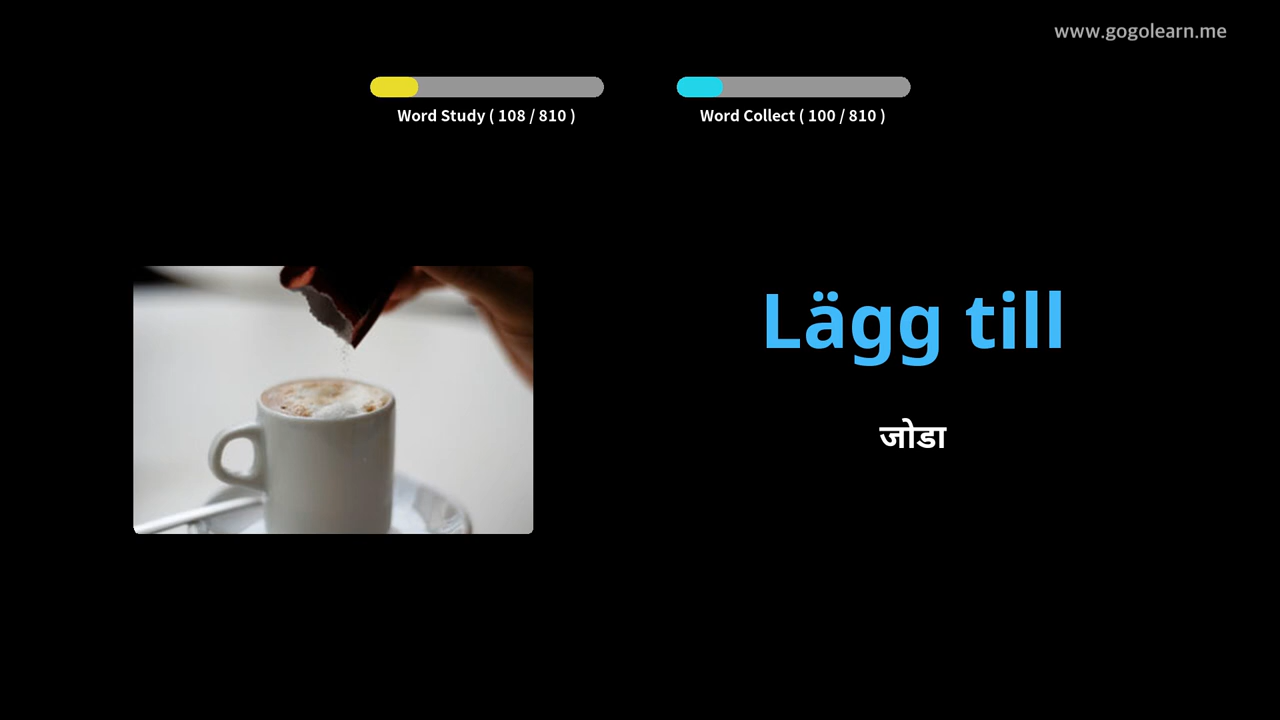 www.gogolearn.me
Word Study ( 108 / 810 )
Word Collect ( 100 / 810 )
Lägg till
जोडा